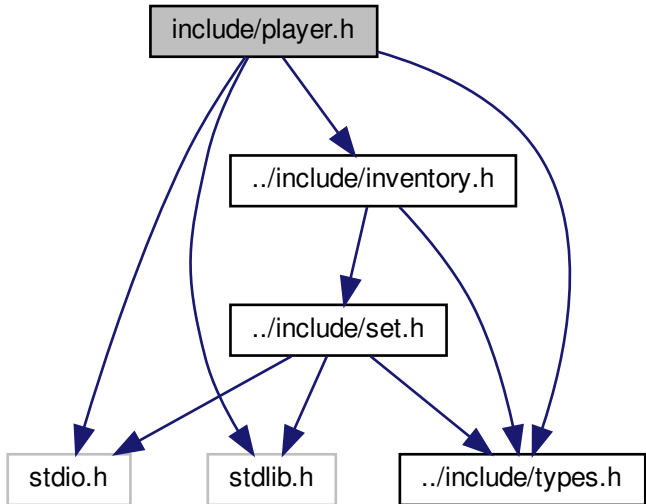 include/player.h
../include/inventory.h
../include/set.h
stdio.h
stdlib.h
../include/types.h